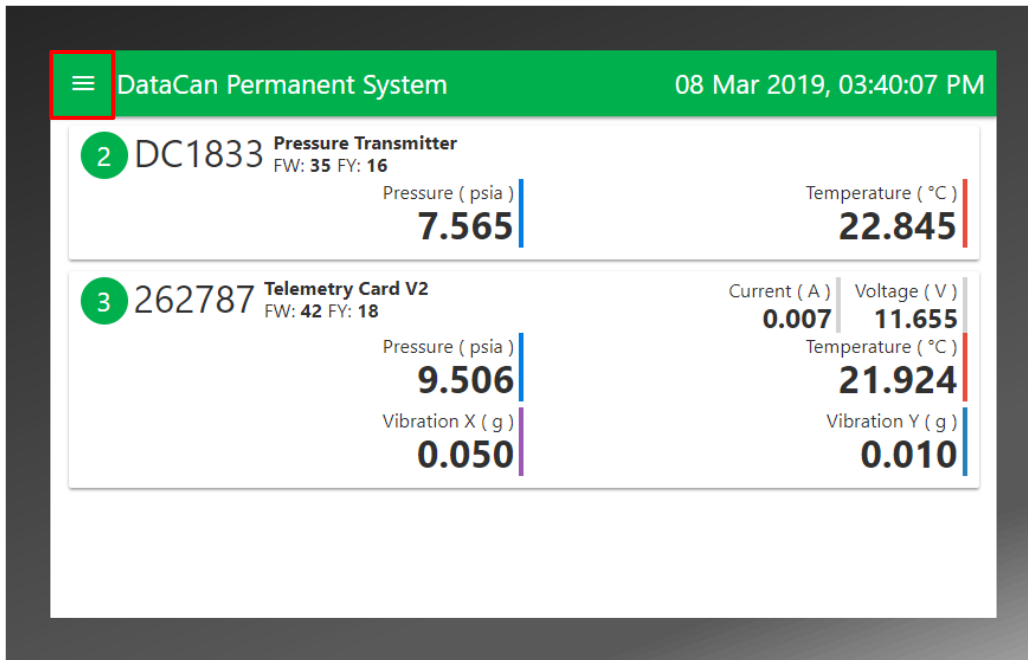 DataCan Permanent System 08 Mar 2019, 03:40:07 PM
2 DC1833 Pressure Transmitter
FW: 35 FY: 16
Pressure ( psia ) Temperature ( °C )
7.565 22.845
3 262787 Telemetry Card V2
FW: 42 FY: 18
Current ( A ) Voltage ( V )
0.007 11.655
Pressure ( psia ) Temperature ( °C )
9.506 21.924
Vibration X ( g ) Vibration Y ( g )
0.050 0.010